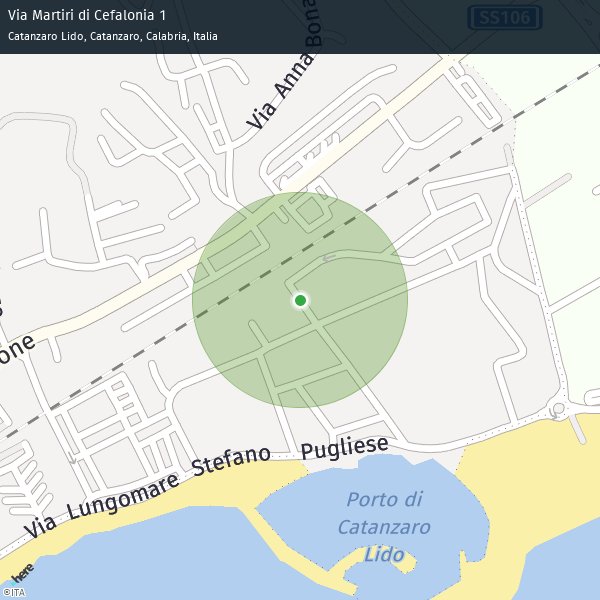 Via Martiri di Cefalonia 1
Catanzaro Lido, Catanzaro, Calabria, Italia
SS106
Via Anna Bona
one
Via Lungomare Stefano Pugliese
Porto di
Catanzaro
Lido
here
©ITA